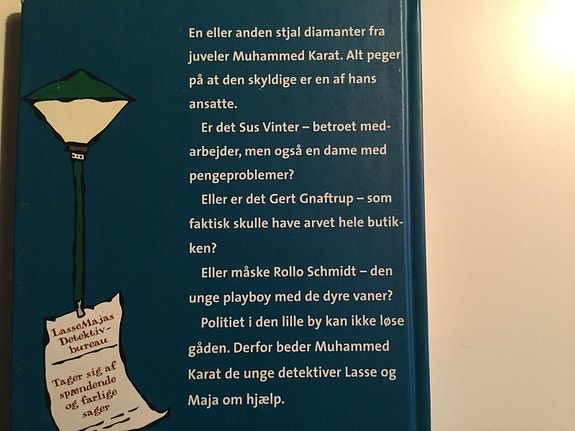 En eller anden stjal diamanter fra
juveler Muhammed Karat. Alt peger
på at den skyldige er en af hans
ansatte.
Er det Sus Vinter – betroet med-
arbejder, men også en dame med
pengeproblemer?
Eller er det Gert Gnaftrup – som
faktisk skulle have arvet hele butik-
ken?
Eller måske Rollo Schmidt – den
unge playboy med de dyre vaner?
Politiet i den lille by kan ikke løse
gåden. Derfor beder Muhammed
Karat de unge detektiver Lasse og
Maja om hjælp.
LasseMajas
Detektiv-
bureau
Tager sig af
spændende
og farlige
sager